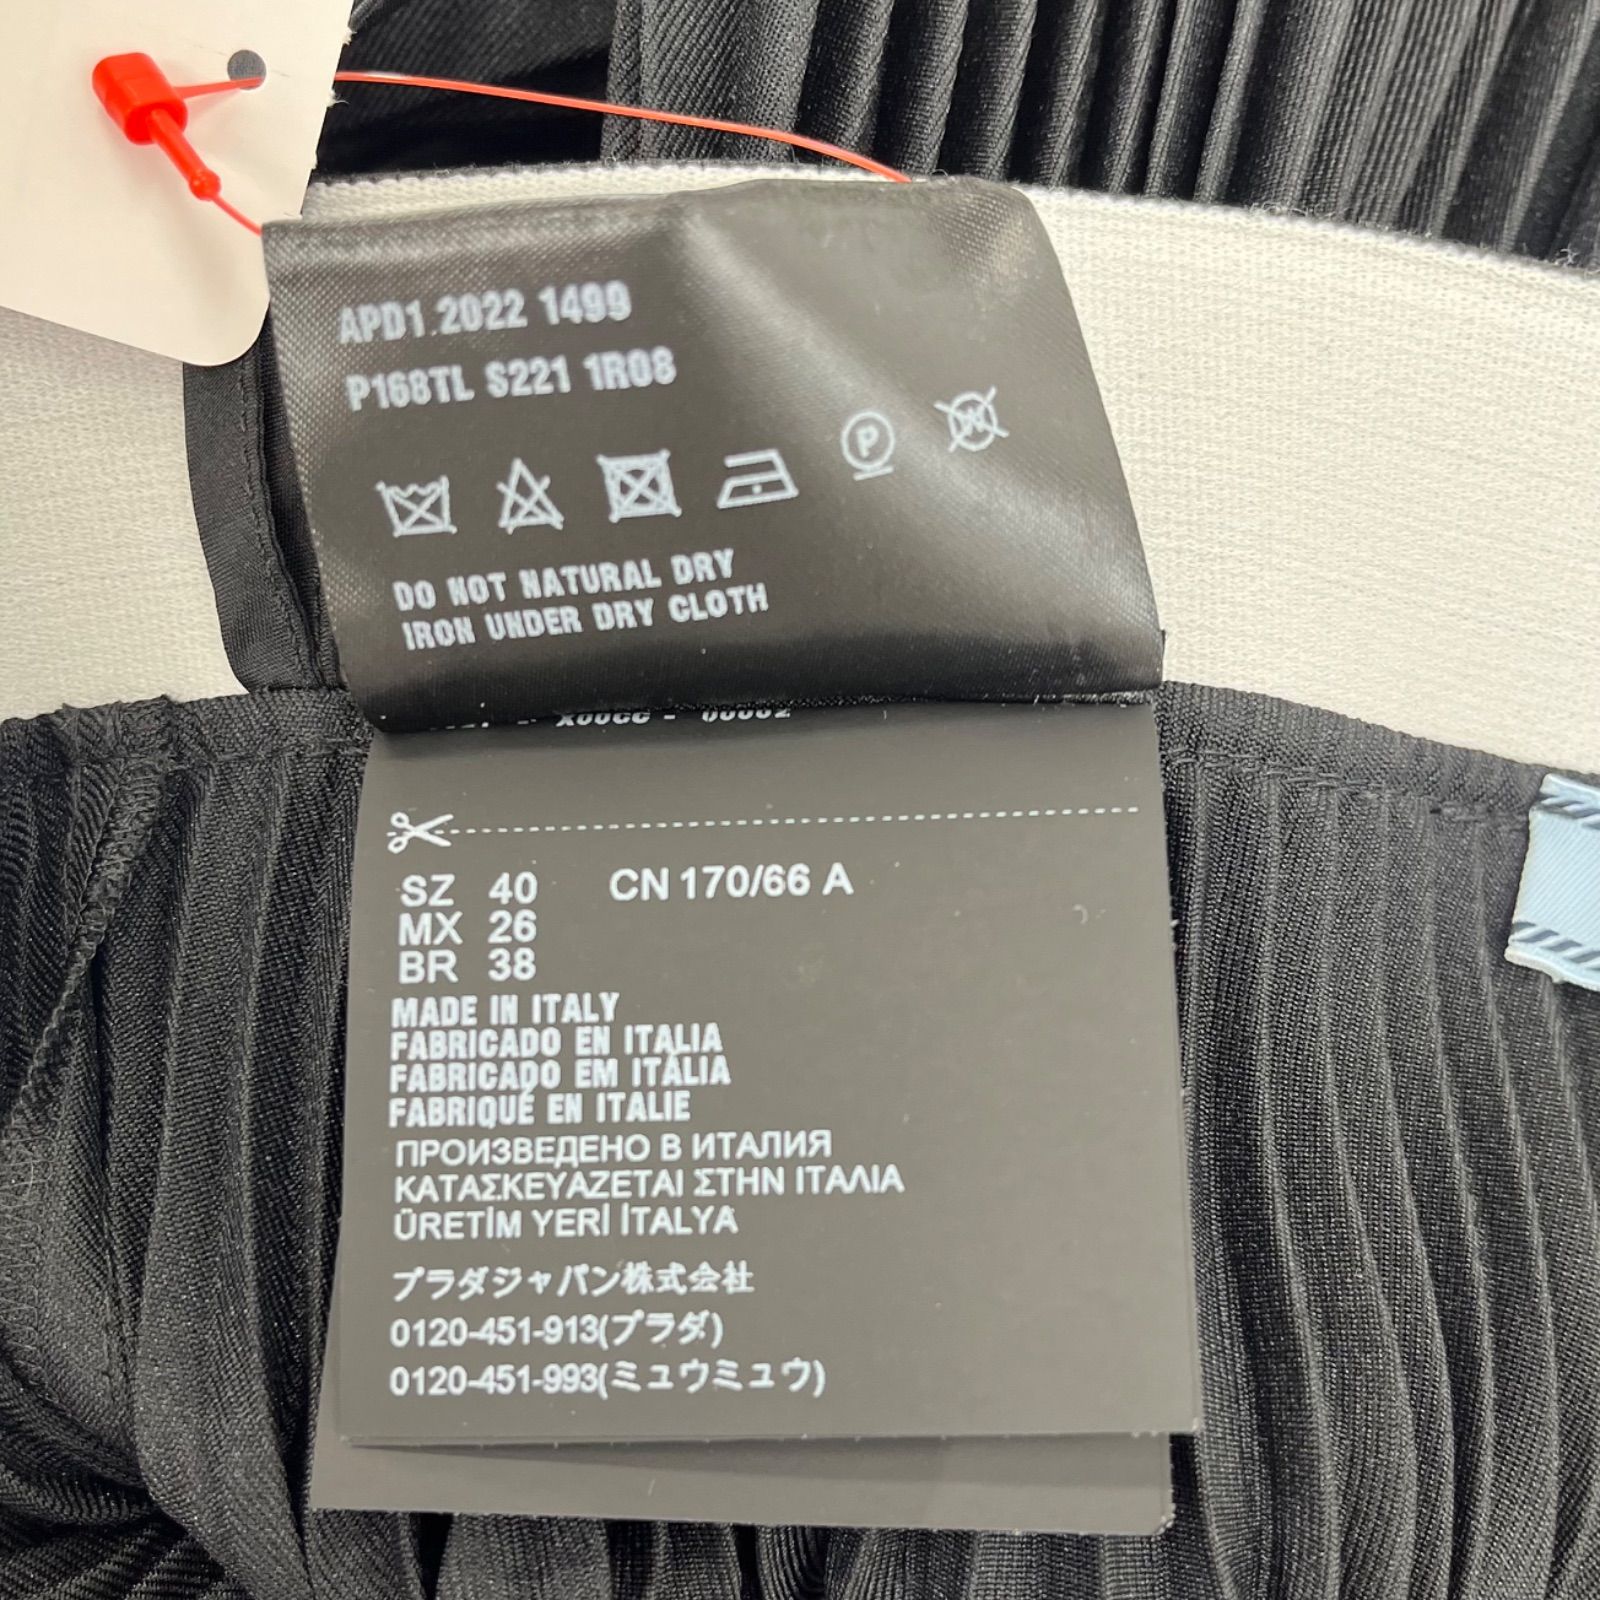 APD1.2022 1499
P168TL S221 1R08
P W
DO NOT NATURAL DRY
IRON UNDER DRY CLOTH
SZ 40 CN 170/66 A
MX 26
BR 38
MADE IN ITALY
FABRICADO EN ITALIA
FABRICADO EM ITÁLIA
FABRIQUÉ EN ITALIE
ПРОИЗВЕДЕНО В ИТАЛИЯ
ΚΑΤΑΣΚΕΥΑΖΕΤΑΙ ΣΤΗΝ ΙΤΑΛΙΑ
ÜRETİM YERİ İTALYA
プラダジャパン株式会社
0120-451-913(プラダ)
0120-451-993(ミュウミュウ)